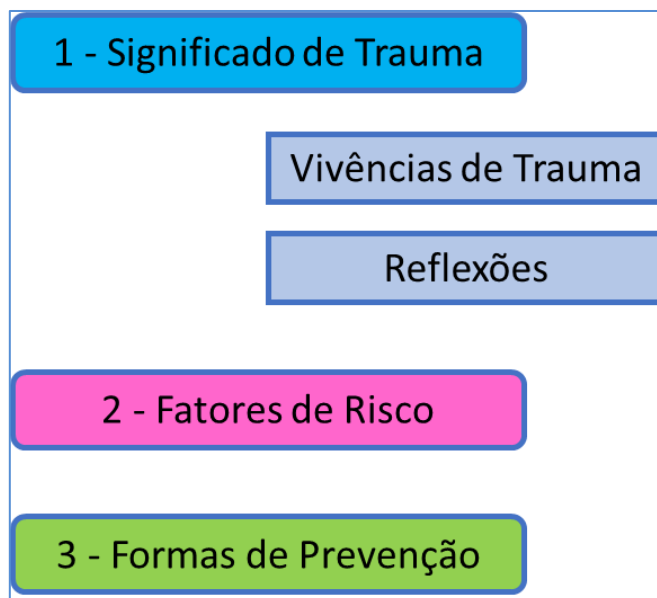 1 - Significado de Trauma
Vivências de Trauma
Reflexões
2 - Fatores de Risco
3 - Formas de Prevenção